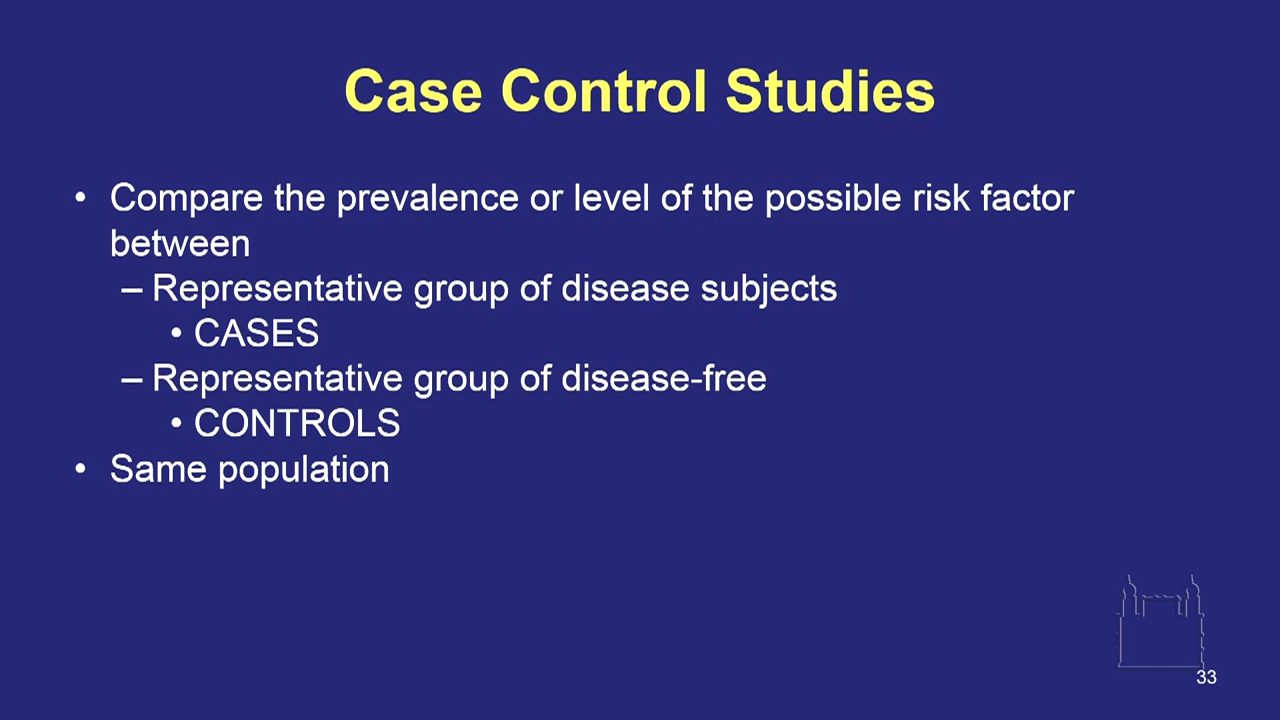 Case Control Studies
• Compare the prevalence or level of the possible risk factor
between
– Representative group of disease subjects
• CASES
– Representative group of disease-free
• CONTROLS
• Same population
33